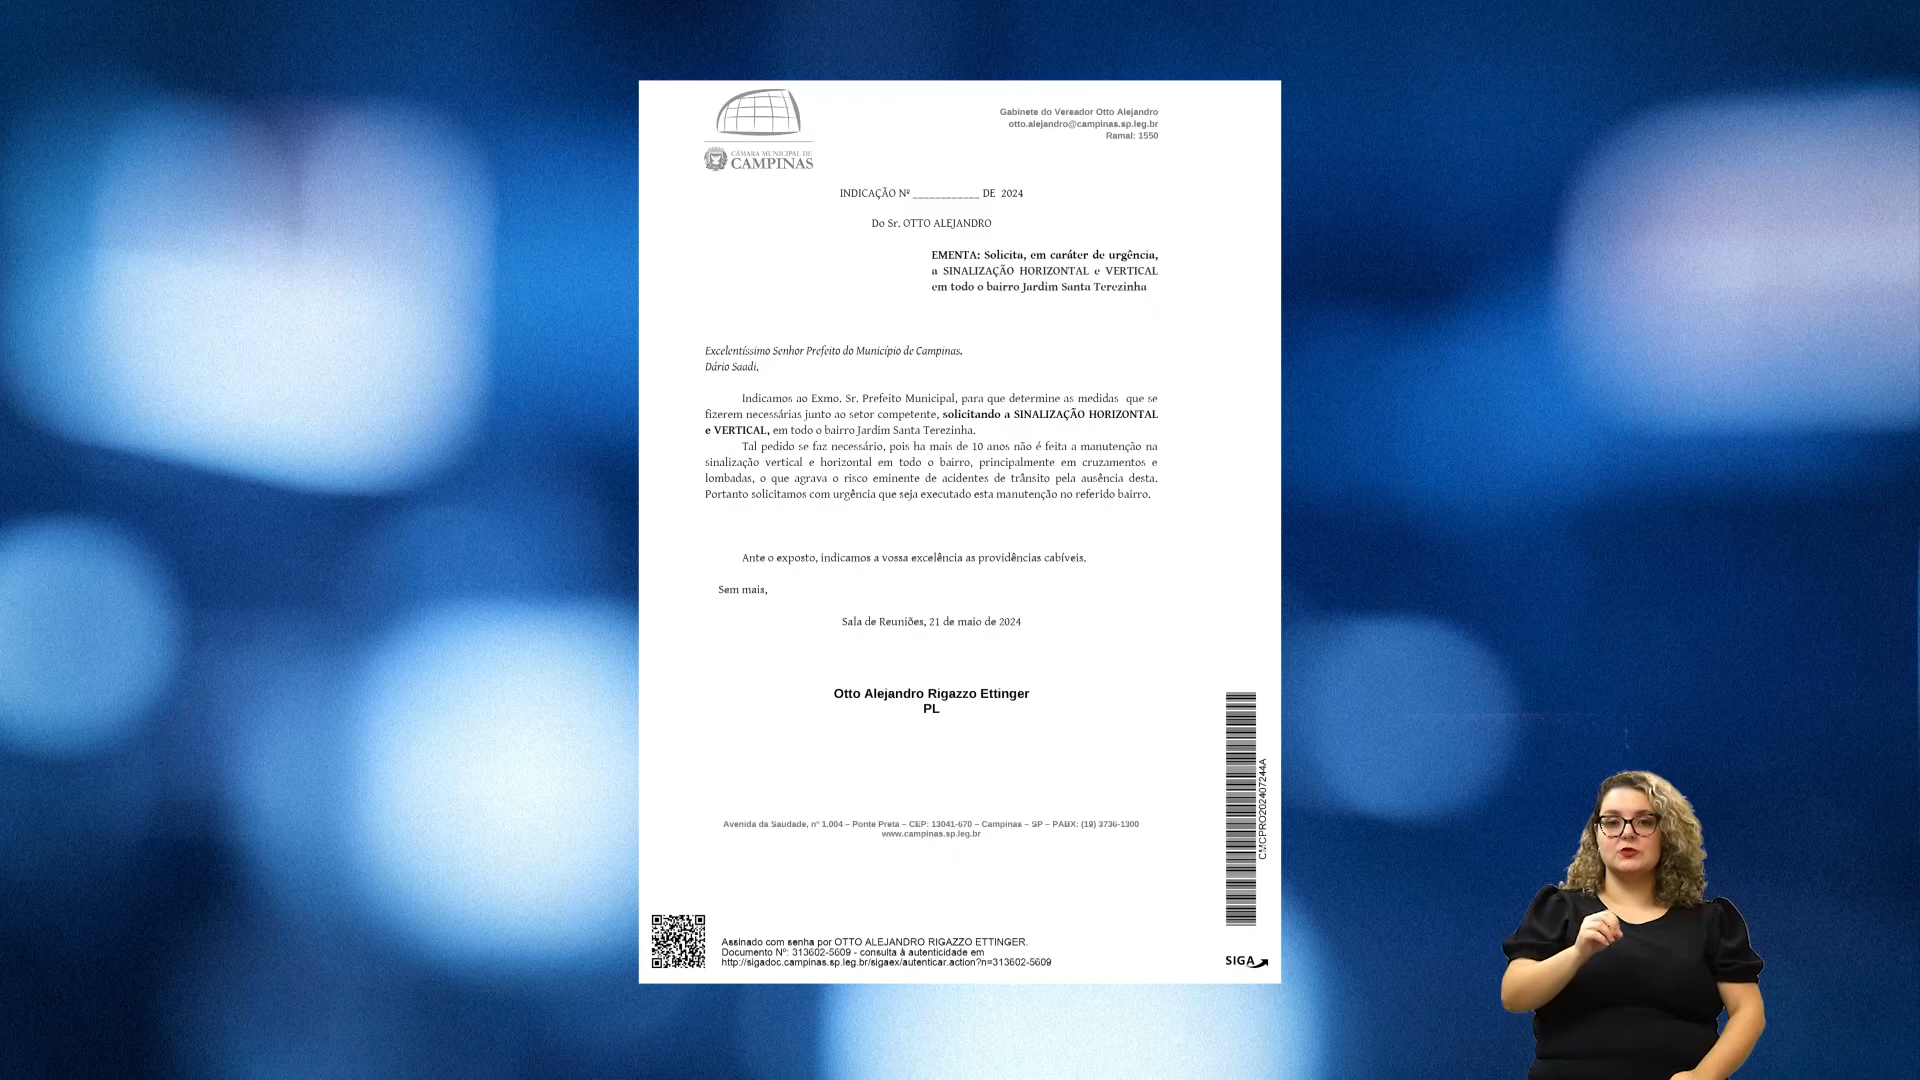 CÂMARA MUNICIPAL DE
CAMPINAS
Gabinete do Vereador Otto Alejandro
otto.alejandro@campinas.sp.leg.br
Ramal: 1550
INDICAÇÃO Nº ____________ DE 2024
Do Sr. OTTO ALEJANDRO
EMENTA: Solicita, em caráter de urgência,
a SINALIZAÇÃO HORIZONTAL e VERTICAL
em todo o bairro Jardim Santa Terezinha
Excelentíssimo Senhor Prefeito do Município de Campinas,
Dário Saadi,
Indicamos ao Exmo. Sr. Prefeito Municipal, para que determine as medidas que se
fizerem necessárias junto ao setor competente, solicitando a SINALIZAÇÃO HORIZONTAL
e VERTICAL, em todo o bairro Jardim Santa Terezinha.
Tal pedido se faz necessário, pois ha mais de 10 anos não é feita a manutenção na
sinalização vertical e horizontal em todo o bairro, principalmente em cruzamentos e
lombadas, o que agrava o risco eminente de acidentes de trânsito pela ausência desta.
Portanto solicitamos com urgência que seja executado esta manutenção no referido bairro.
Ante o exposto, indicamos a vossa excelência as providências cabíveis.
Sem mais,
Sala de Reuniões, 21 de maio de 2024
Otto Alejandro Rigazzo Ettinger
PL
Avenida da Saudade, nº 1.004 – Ponte Preta – CEP: 13041-670 – Campinas – SP – PABX: (19) 3736-1300
www.campinas.sp.leg.br
CMCPRO202407244A
Assinado com senha por OTTO ALEJANDRO RIGAZZO ETTINGER.
Documento Nº: 313602-5609 - consulta à autenticidade em
http://sigadoc.campinas.sp.leg.br/sigaex/autenticar.action?n=313602-5609
SIGA